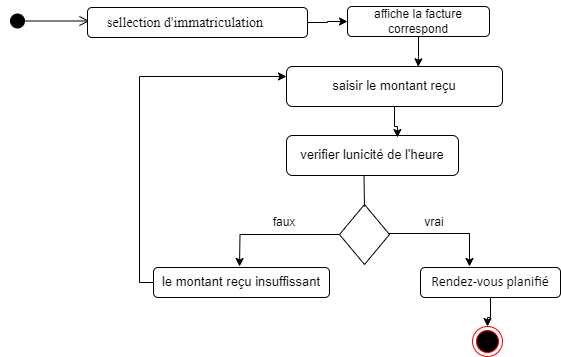 sellection d'immatriculation
affiche la facture
correspond
saisir le montant reçu
verifier lunicité de l'heure
faux
vrai
le montant reçu insuffissant
Rendez-vous planifié